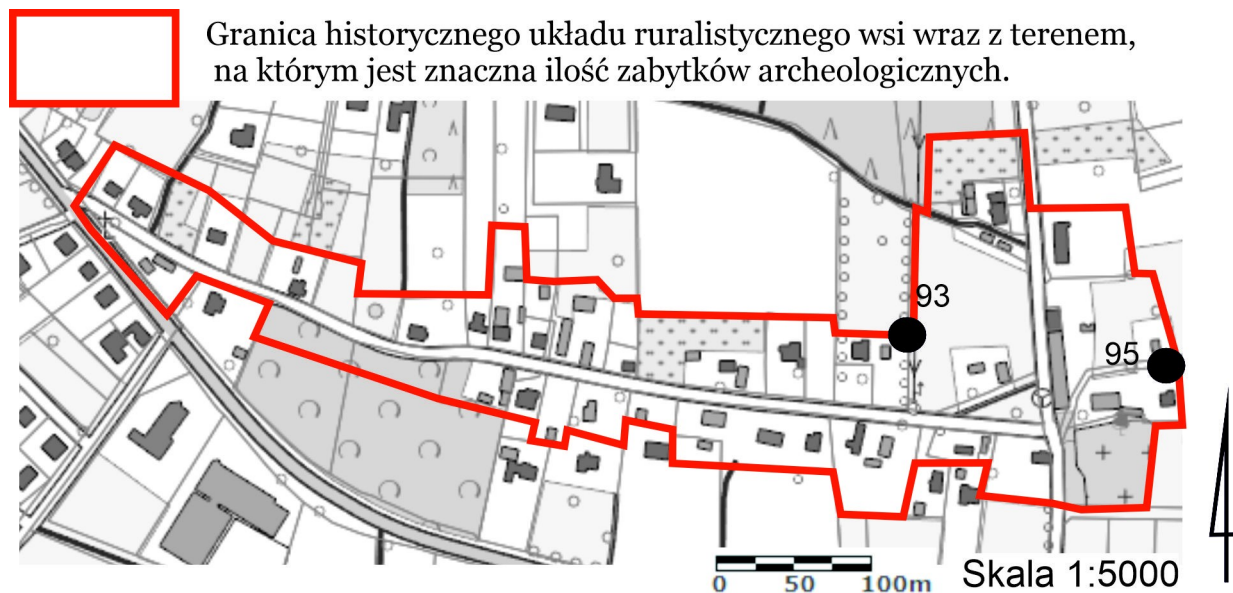 Granica historycznego układu ruralistycznego wsi wraz z terenem,
na którym jest znaczna ilość zabytków archeologicznych.
93
95
0 50 100m
Skala 1:5000